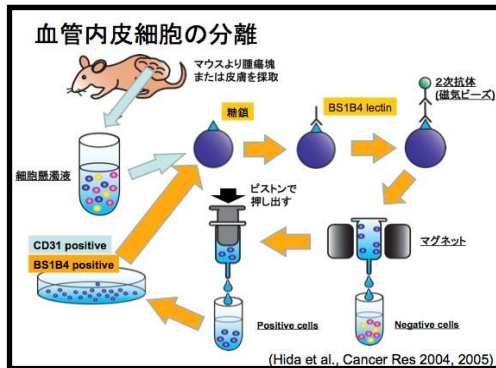 血管内皮細胞の分離
マウスより腫瘍塊
または皮膚を採取
糖鎖
BS1B4 lectin
2次抗体
(磁気ビーズ)
細胞懸濁液
ピストンで
押し出す
マグネット
CD31 positive
BS1B4 positive
Positive cells
Negative cells
(Hida et al., Cancer Res 2004, 2005)